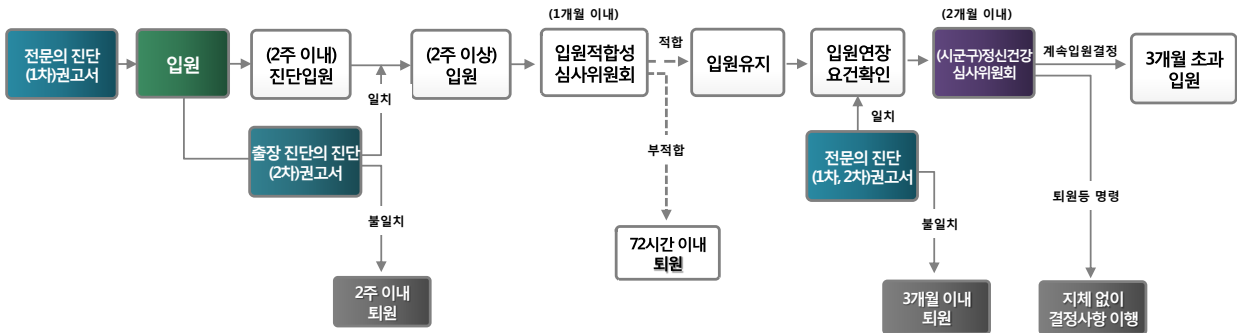 전문의 진단
(1차)권고서
입원
(2주 이내)
진단입원
일치
출장 진단의 진단
(2차)권고서
불일치
2주 이내
퇴원
(2주 이상)
입원
(1개월 이내)
입원적합성
심사위원회
적합
부적합
72시간 이내
퇴원
입원유지
입원연장
요건확인
일치
전문의 진단
(1차, 2차)권고서
불일치
3개월 이내
퇴원
(2개월 이내)
(시군구)정신건강
심사위원회
계속입원결정
퇴원등 명령
3개월 초과
입원
지체 없이
결정사항 이행